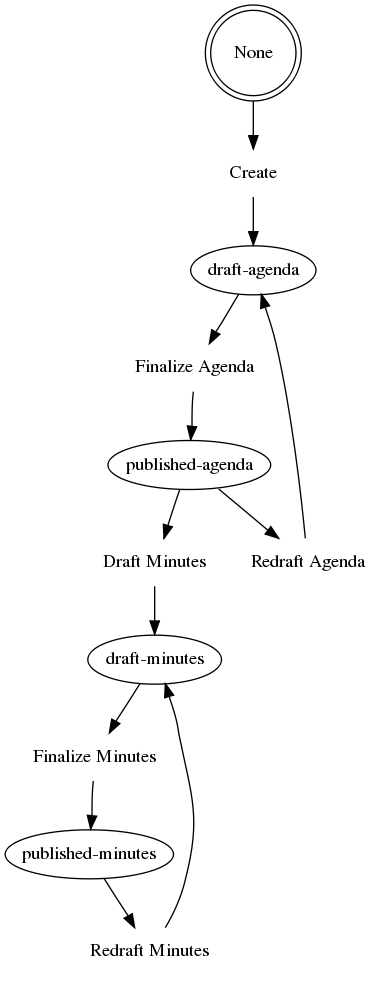 None
Create
draft-agenda
Finalize Agenda
published-agenda
Draft Minutes
Redraft Agenda
draft-minutes
Finalize Minutes
published-minutes
Redraft Minutes